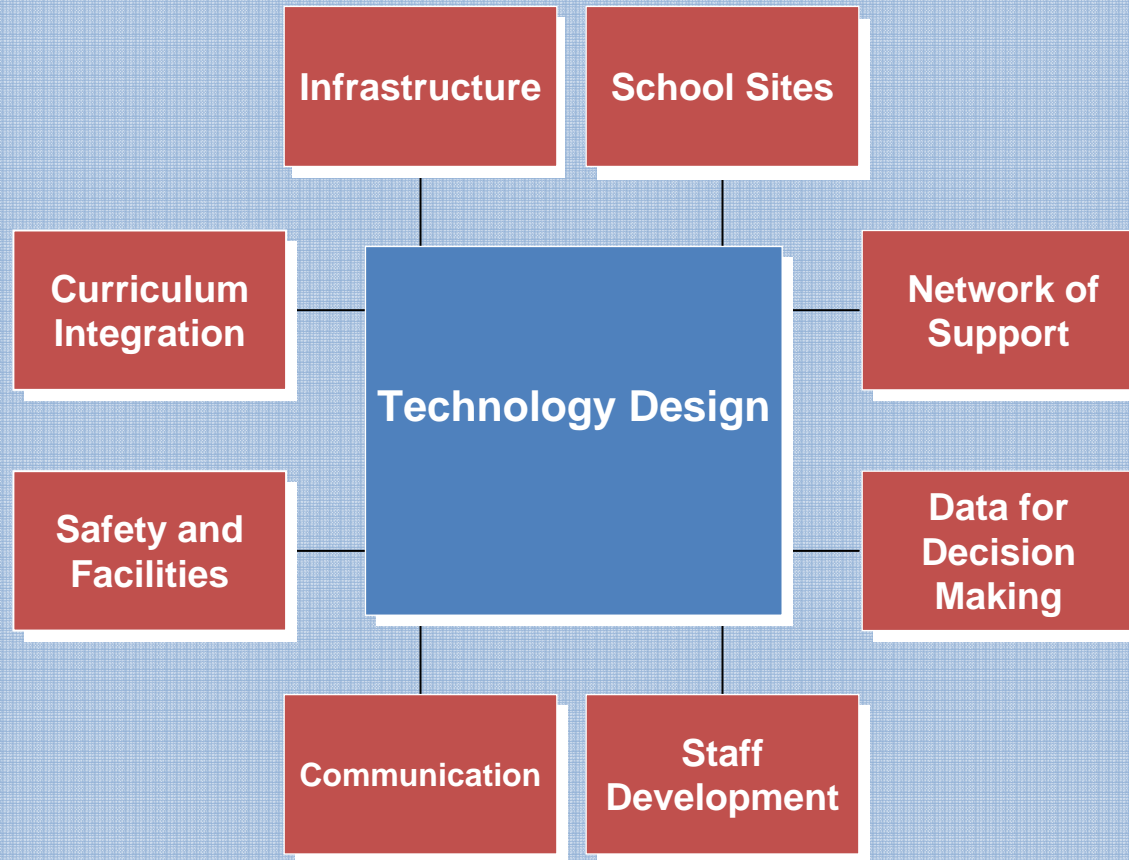 Infrastructure
School Sites
Curriculum
Integration
Network of
Support
Technology Design
Safety and
Facilities
Data for
Decision
Making
Communication
Staff
Development